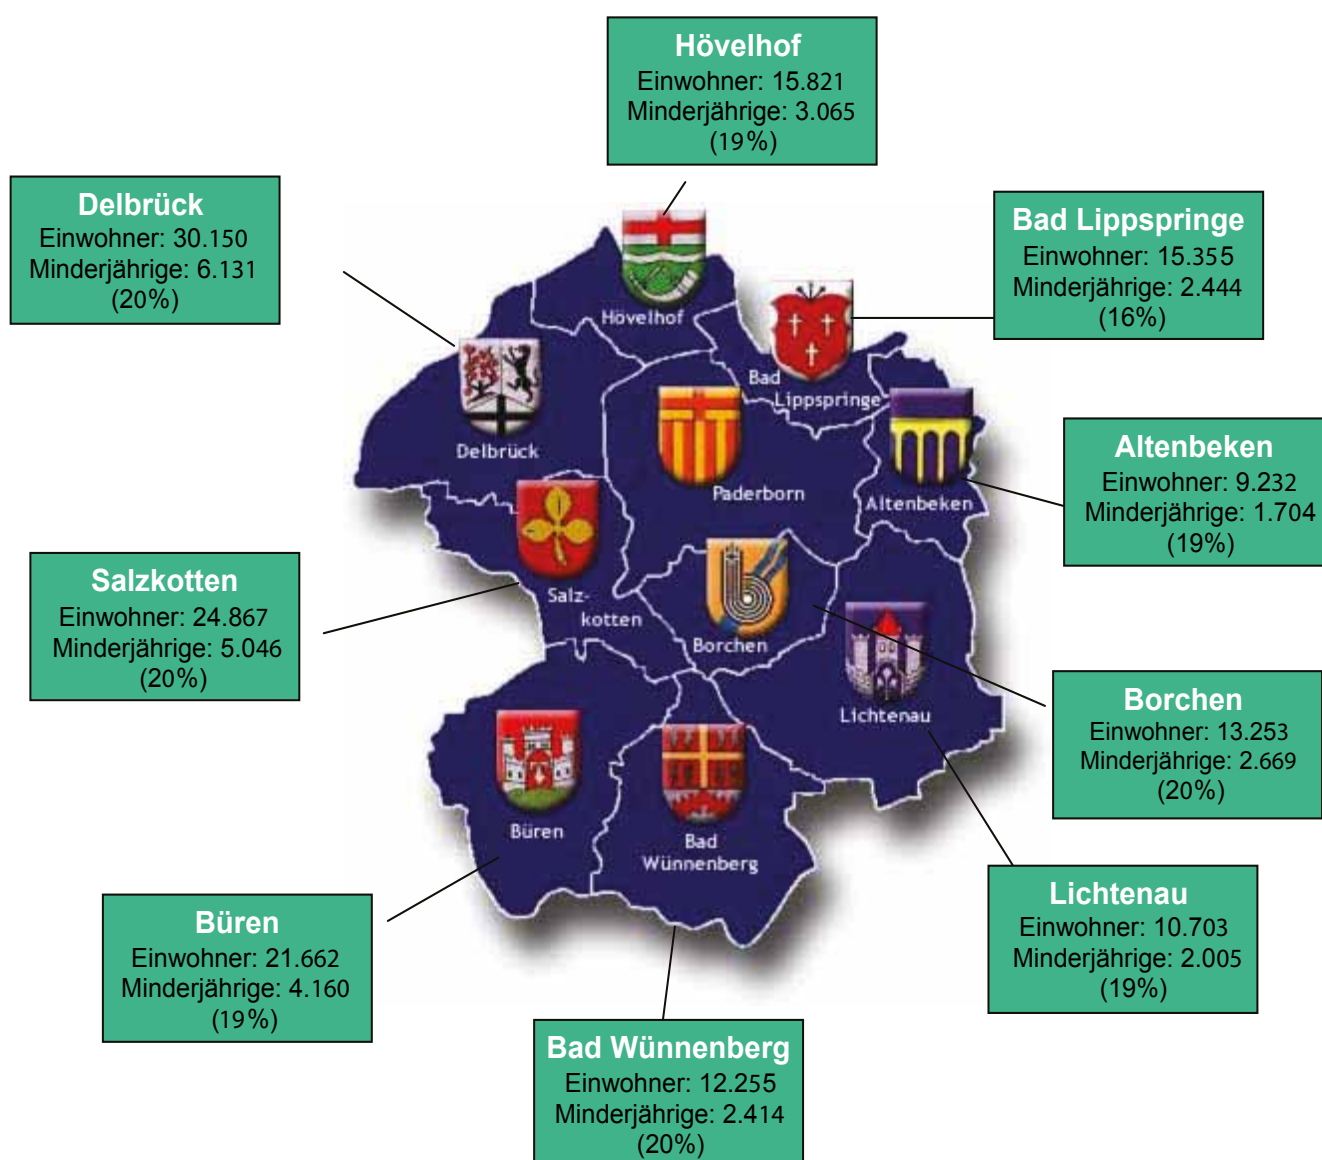 Hövelhof
Einwohner: 15.821
Minderjährige: 3.065
(19%)
Delbrück
Einwohner: 30.150
Minderjährige: 6.131
(20%)
Bad Lippspringe
Einwohner: 15.355
Minderjährige: 2.444
(16%)
Altenbeken
Einwohner: 9.232
Minderjährige: 1.704
(19%)
Salzkotten
Einwohner: 24.867
Minderjährige: 5.046
(20%)
Borchen
Einwohner: 13.253
Minderjährige: 2.669
(20%)
Büren
Einwohner: 21.662
Minderjährige: 4.160
(19%)
Lichtenau
Einwohner: 10.703
Minderjährige: 2.005
(19%)
Bad Wünnenberg
Einwohner: 12.255
Minderjährige: 2.414
(20%)
Hövelhof
Bad
Lippspringe
Delbrück
Paderborn
Altenbeken
Salz-
kotten
Borchen
Lichtenau
Büren
Bad
Wünnenberg